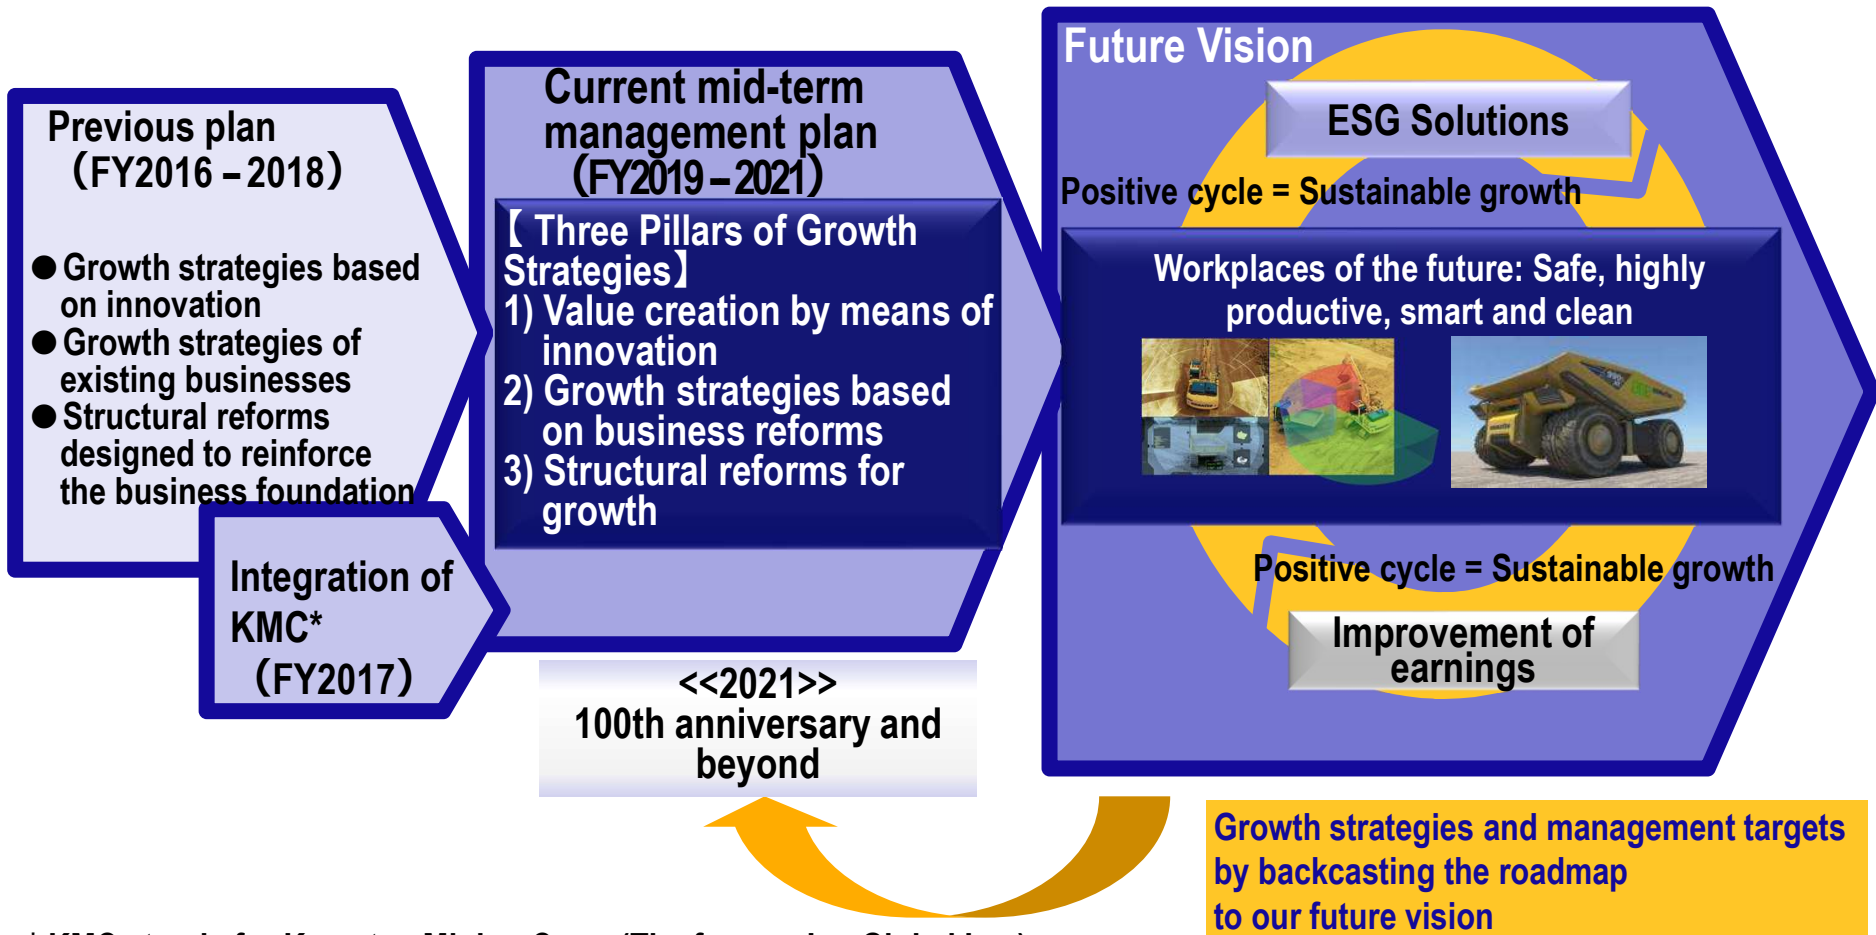 Previous plan
（FY2016 – 2018）
● Growth strategies based
on innovation
● Growth strategies of
existing businesses
● Structural reforms
designed to reinforce
the business foundation
Integration of
KMC*
（FY2017）
Current mid-term
management plan
（FY2019 – 2021）
【 Three Pillars of Growth
Strategies】
1) Value creation by means of
innovation
2) Growth strategies based
on business reforms
3) Structural reforms for
growth
<<2021>>
100th anniversary and
beyond
Future Vision
ESG Solutions
Positive cycle = Sustainable growth
Workplaces of the future: Safe, highly
productive, smart and clean
Positive cycle = Sustainable growth
Improvement of
earnings
Growth strategies and management targets
by backcasting the roadmap
to our future vision